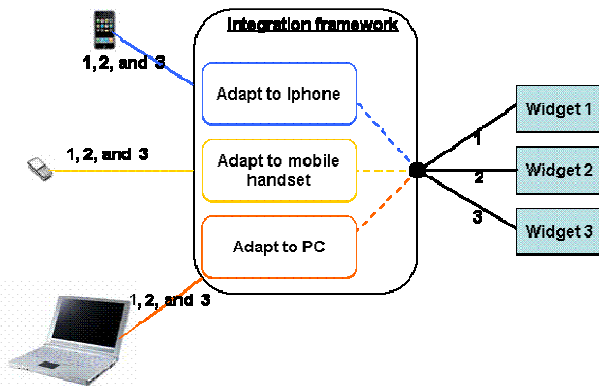 Integration framework
1, 2, and 3
Adapt to Iphone
Widget 1
1
1, 2, and 3
Adapt to mobile
handset
2
Widget 2
3
Widget 3
Adapt to PC
1, 2, and 3